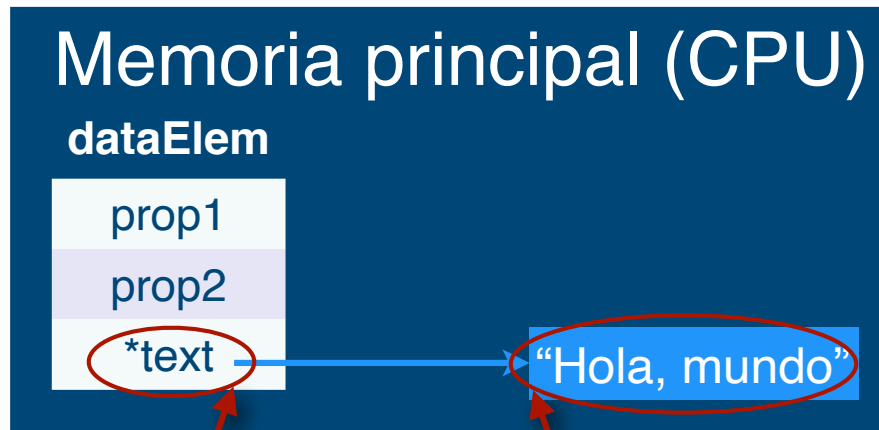 Memoria principal (CPU)
dataElem
prop1
prop2
*text
“Hola, mundo”